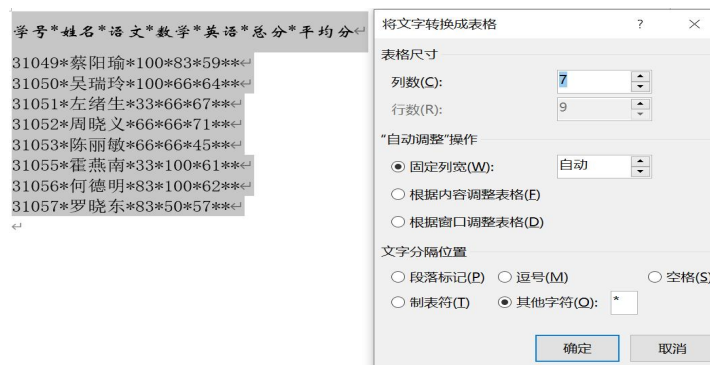 学号*姓名*语文*数学*英语*总分*平均分↵
31049*蔡阳瑜*100*83*59**↵
31050*吴瑞玲*100*66*64**↵
31051*左绪生*33*66*67**↵
31052*周晓义*66*66*71**↵
31053*陈丽敏*66*66*45**↵
31055*霍燕南*33*100*61**↵
31056*何德明*83*100*62**↵
31057*罗晓东*83*50*57**↵
↵
将文字转换成表格 ? ×
表格尺寸
列数(C): 7
行数(R): 9
“自动调整”操作
固定列宽(W): 自动
根据内容调整表格(F)
根据窗口调整表格(D)
文字分隔位置
段落标记(P) 逗号(M) 空格(S
制表符(T) 其他字符(O): *
确定 取消